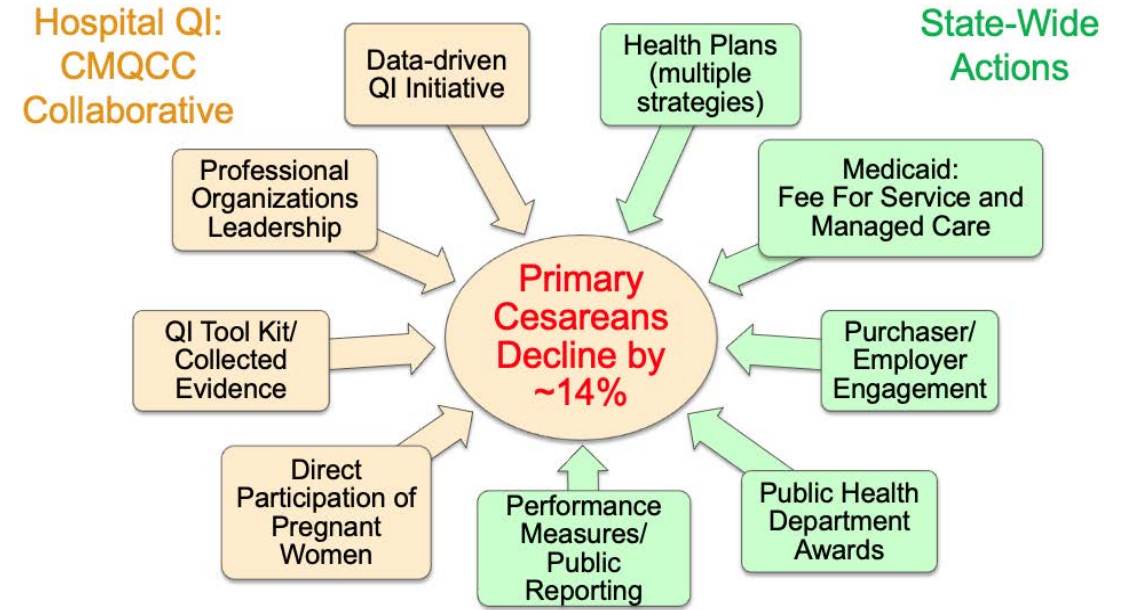 Hospital QI:
CMQCC
Collaborative
State-Wide
Actions
Data-driven
QI Initiative
Health Plans
(multiple
strategies)
Professional
Organizations
Leadership
Medicaid:
Fee For Service and
Managed Care
Primary
Cesareans
Decline by
~14%
QI Tool Kit/
Collected
Evidence
Purchaser/
Employer
Engagement
Direct
Participation of
Pregnant
Women
Performance
Measures/
Public
Reporting
Public Health
Department
Awards